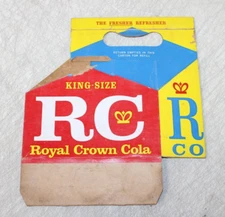 THE FRESHER REFRESHER
KING-SIZE
RC
Royal Crown Cola
R
CO